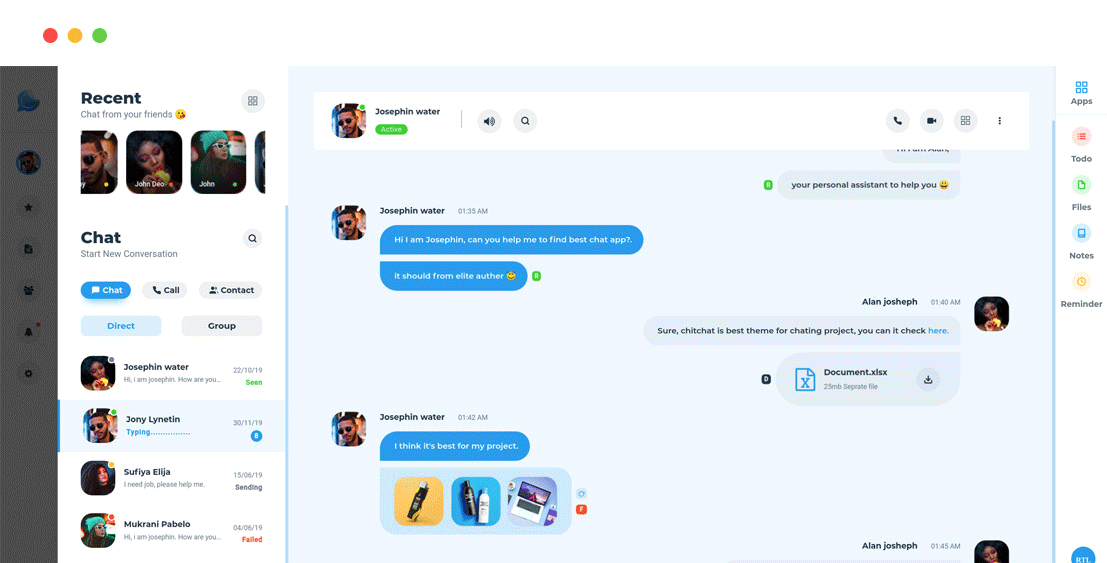 Recent
Chat from your friends 😘
y
John Deo
John
Chat
Start New Conversation
Chat
Call
Contact
Direct
Group
Josephin water
22/10/19
Hi, i am josephin. How are you...
Seen
Jony Lynetin
30/11/19
Typing................
8
Sufiya Elija
15/06/19
I need job, please help me.
Sending
Mukrani Pabelo
04/06/19
Hi, i am josephin. How are you...
Failed
Josephin water
Active
Hi I am Alan,
your personal assistant to help you 😃
R
Josephin water
01:35 AM
Hi I am Josephin, can you help me to find best chat app?.
it should from elite auther 😊
R
Alan josheph
01:40 AM
Sure, chitchat is best theme for chating project, you can it check here.
D
Document.xlsx
25mb Seprate file
Josephin water
01:42 AM
I think it's best for my project.
F
Alan josheph
01:45 AM
Apps
Todo
Files
Notes
Reminder
RTL